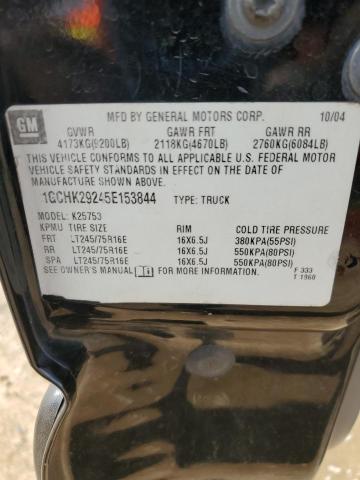 MFD BY GENERAL MOTORS CORP. 10/04
GM
GVWR GAWR FRT GAWR RR
4173KG(9200LB) 2118KG(4670LB) 2760KG(6084LB)
THIS VEHICLE CONFORMS TO ALL APPLICABLE U.S. FEDERAL MOTOR
VEHICLE SAFETY STANDARDS IN EFFECT ON THE DATE
OF MANUFACTURE SHOWN ABOVE.
1GCHK29245E153844 TYPE: TRUCK
MODEL: K25753
KPMU TIRE SIZE RIM COLD TIRE PRESSURE
FRT LT245/75R16E 16X6.5J 380KPA(55PSI)
RR LT245/75R16E 16X6.5J 550KPA(80PSI)
SPA LT245/75R16E 16X6.5J 550KPA(80PSI)
SEE OWNER'S MANUAL FOR MORE INFORMATION.
F 333
T 1960